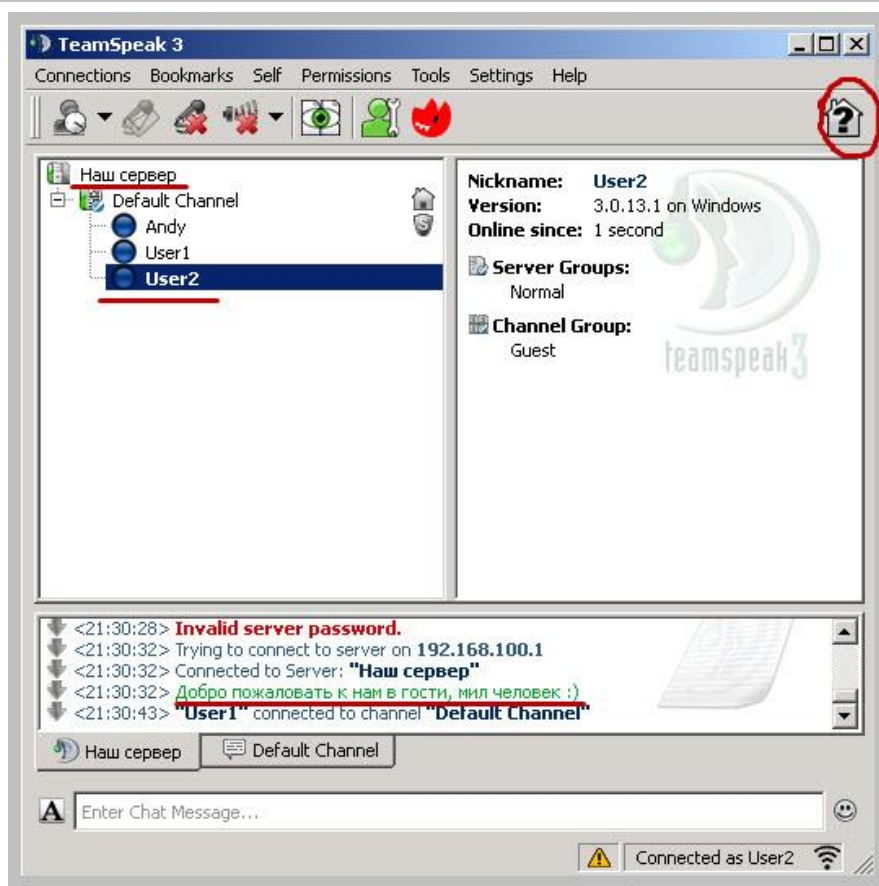 TeamSpeak 3
Connections Bookmarks Self Permissions Tools Settings Help
Наш сервер
Default Channel
Andy
User1
User2
Nickname: User2
Version: 3.0.13.1 on Windows
Online since: 1 second
Server Groups:
Normal
Channel Group:
Guest
teamspeak 3
<21:30:28> Invalid server password.
<21:30:32> Trying to connect to server on 192.168.100.1
<21:30:32> Connected to Server: "Наш сервер"
<21:30:32> Добро пожаловать к нам в гости, мил человек :)
<21:30:43> "User1" connected to channel "Default Channel"
Наш сервер Default Channel
A Enter Chat Message...
Connected as User2